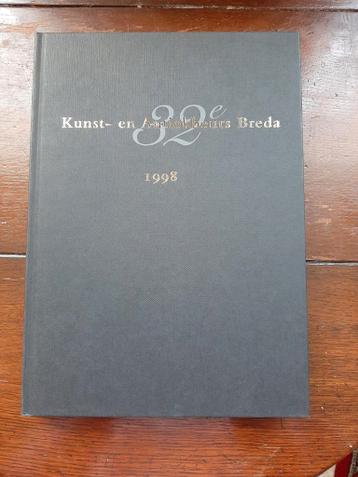 32e
Kunst- en Antiekbeurs Breda
1998